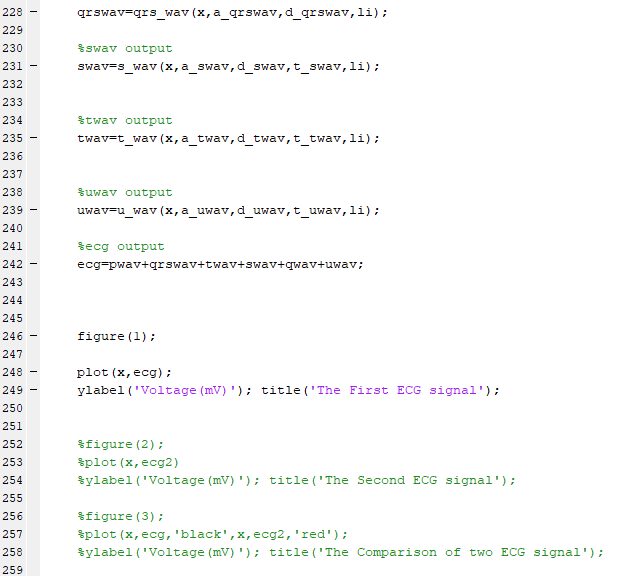 228 – qrswav=qrs_wav(x,a_qrswav,d_qrswav,li);
229
230 %swav output
231 – swav=s_wav(x,a_swav,d_swav,t_swav,li);
232
233
234 %twav output
235 – twav=t_wav(x,a_twav,d_twav,t_twav,li);
236
237
238 %uwav output
239 – uwav=u_wav(x,a_uwav,d_uwav,t_uwav,li);
240
241 %ecg output
242 – ecg=pwav+qrswav+twav+swav+qwav+uwav;
243
244
245
246 – figure(1);
247
248 – plot(x,ecg);
249 – ylabel('Voltage(mV)'); title('The First ECG signal');
250
251
252 %figure(2);
253 %plot(x,ecg2)
254 %ylabel('Voltage(mV)'); title('The Second ECG signal');
255
256 %figure(3);
257 %plot(x,ecg,'black',x,ecg2,'red');
258 %ylabel('Voltage(mV)'); title('The Comparison of two ECG signal');
259